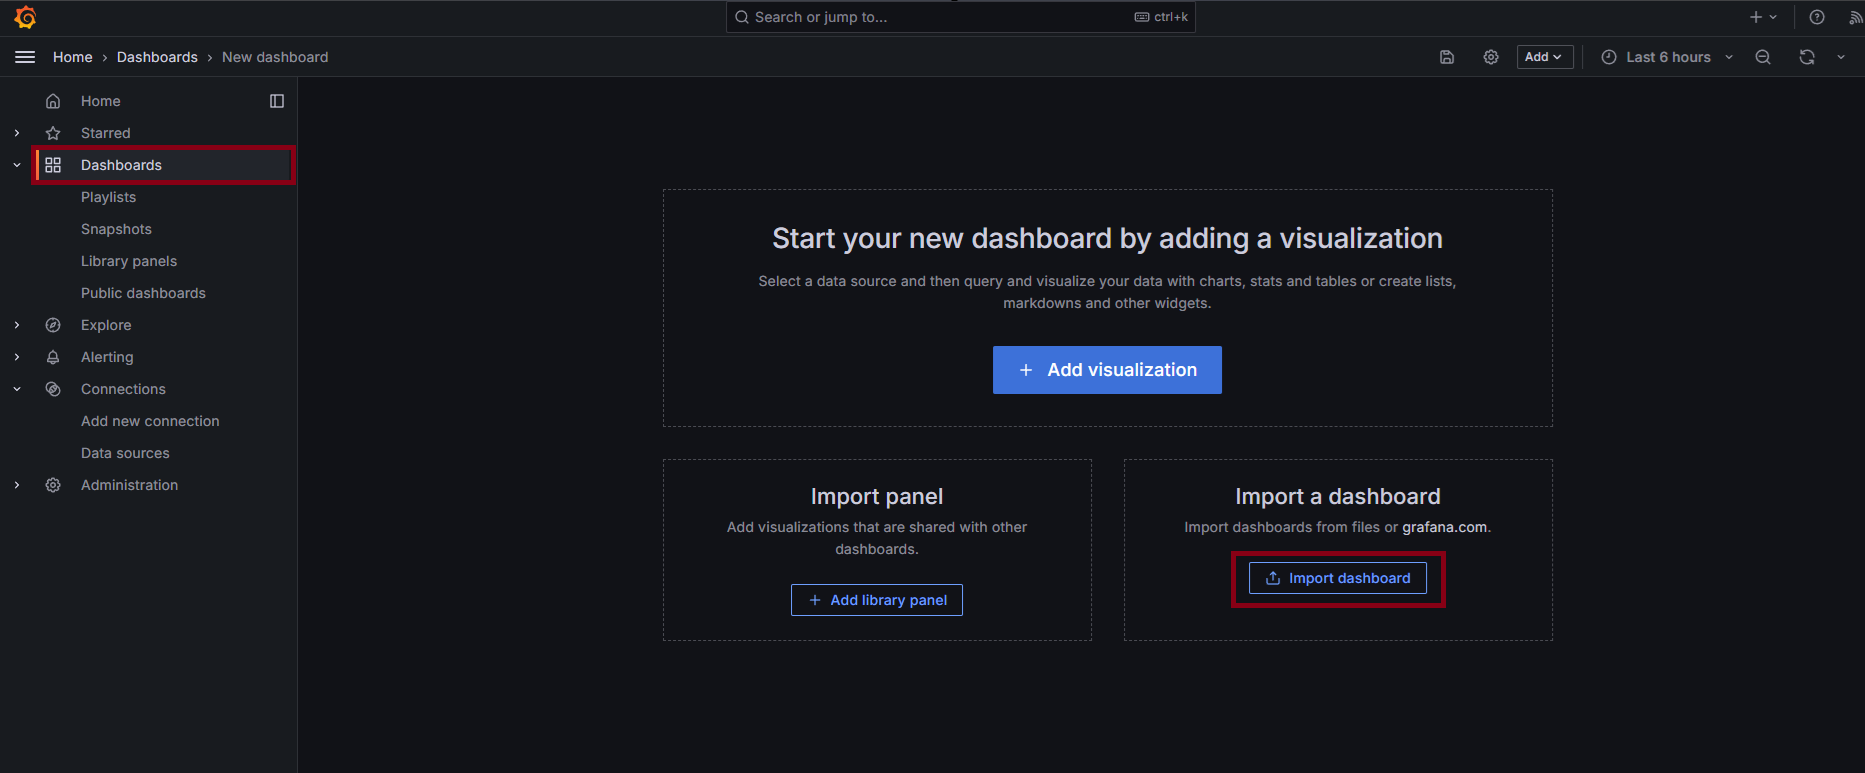 Search or jump to...
ctrl+k
Home › Dashboards › New dashboard
Add
Last 6 hours
Home
Starred
Dashboards
Playlists
Snapshots
Library panels
Public dashboards
Explore
Alerting
Connections
Add new connection
Data sources
Administration
Start your new dashboard by adding a visualization
Select a data source and then query and visualize your data with charts, stats and tables or create lists,
markdowns and other widgets.
+ Add visualization
Import panel
Add visualizations that are shared with other
dashboards.
+ Add library panel
Import a dashboard
Import dashboards from files or grafana.com.
Import dashboard